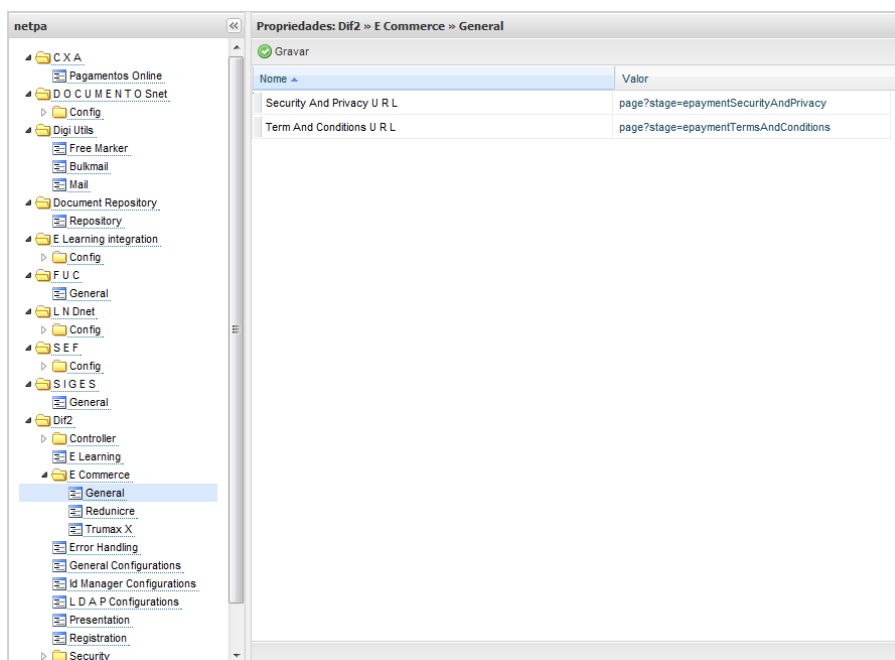 netpa
C X A
Pagamentos Online
D O C U M E N T O Snet
Config
Digi Utils
Free Marker
Bulkmail
Mail
Document Repository
Repository
E Learning integration
Config
F U C
General
L N Dnet
Config
S E F
Config
S I G E S
General
Dif2
Controller
E Learning
E Commerce
General
Redunicre
Trumax X
Error Handling
General Configurations
Id Manager Configurations
L D A P Configurations
Presentation
Registration
Security
Propriedades: Dif2 » E Commerce » General
Gravar
Nome Valor
Security And Privacy U R L page?stage=epaymentSecurityAndPrivacy
Term And Conditions U R L page?stage=epaymentTermsAndConditions